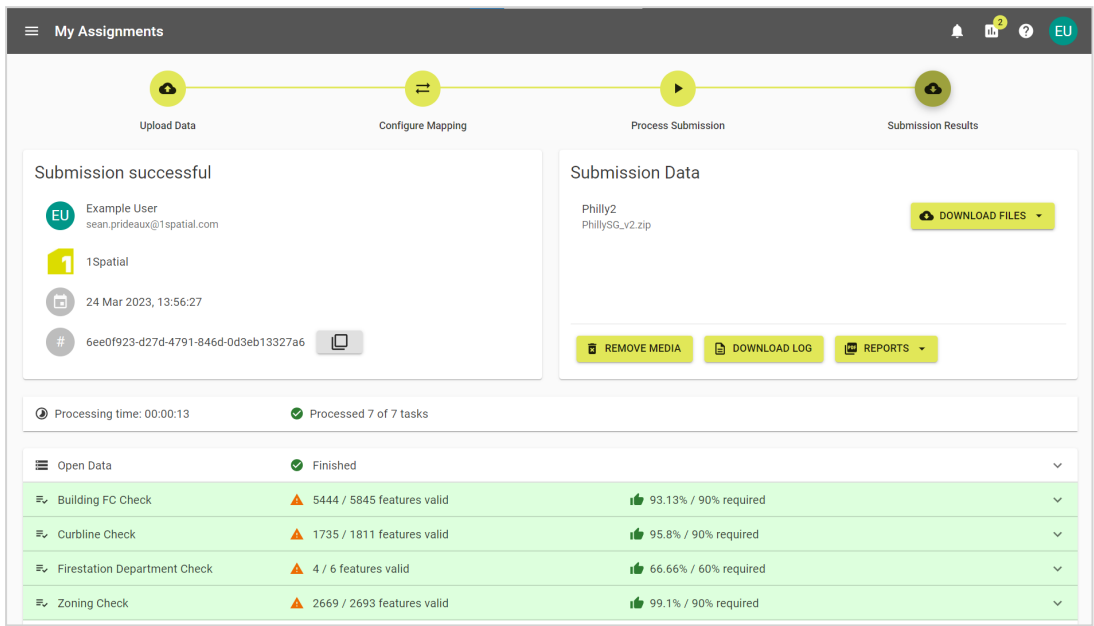 My Assignments
2
EU
Upload Data
Configure Mapping
Process Submission
Submission Results
Submission successful
EU
Example User
sean.prideaux@1spatial.com
1
1Spatial
24 Mar 2023, 13:56:27
#
6ee0f923-d27d-4791-846d-0d3eb13327a6
Submission Data
Philly2
PhillySG_v2.zip
DOWNLOAD FILES
REMOVE MEDIA
DOWNLOAD LOG
PDF
REPORTS
Processing time: 00:00:13
Processed 7 of 7 tasks
Open Data
Finished
Building FC Check
5444 / 5845 features valid
93.13% / 90% required
Curbline Check
1735 / 1811 features valid
95.8% / 90% required
Firestation Department Check
4 / 6 features valid
66.66% / 60% required
Zoning Check
2669 / 2693 features valid
99.1% / 90% required